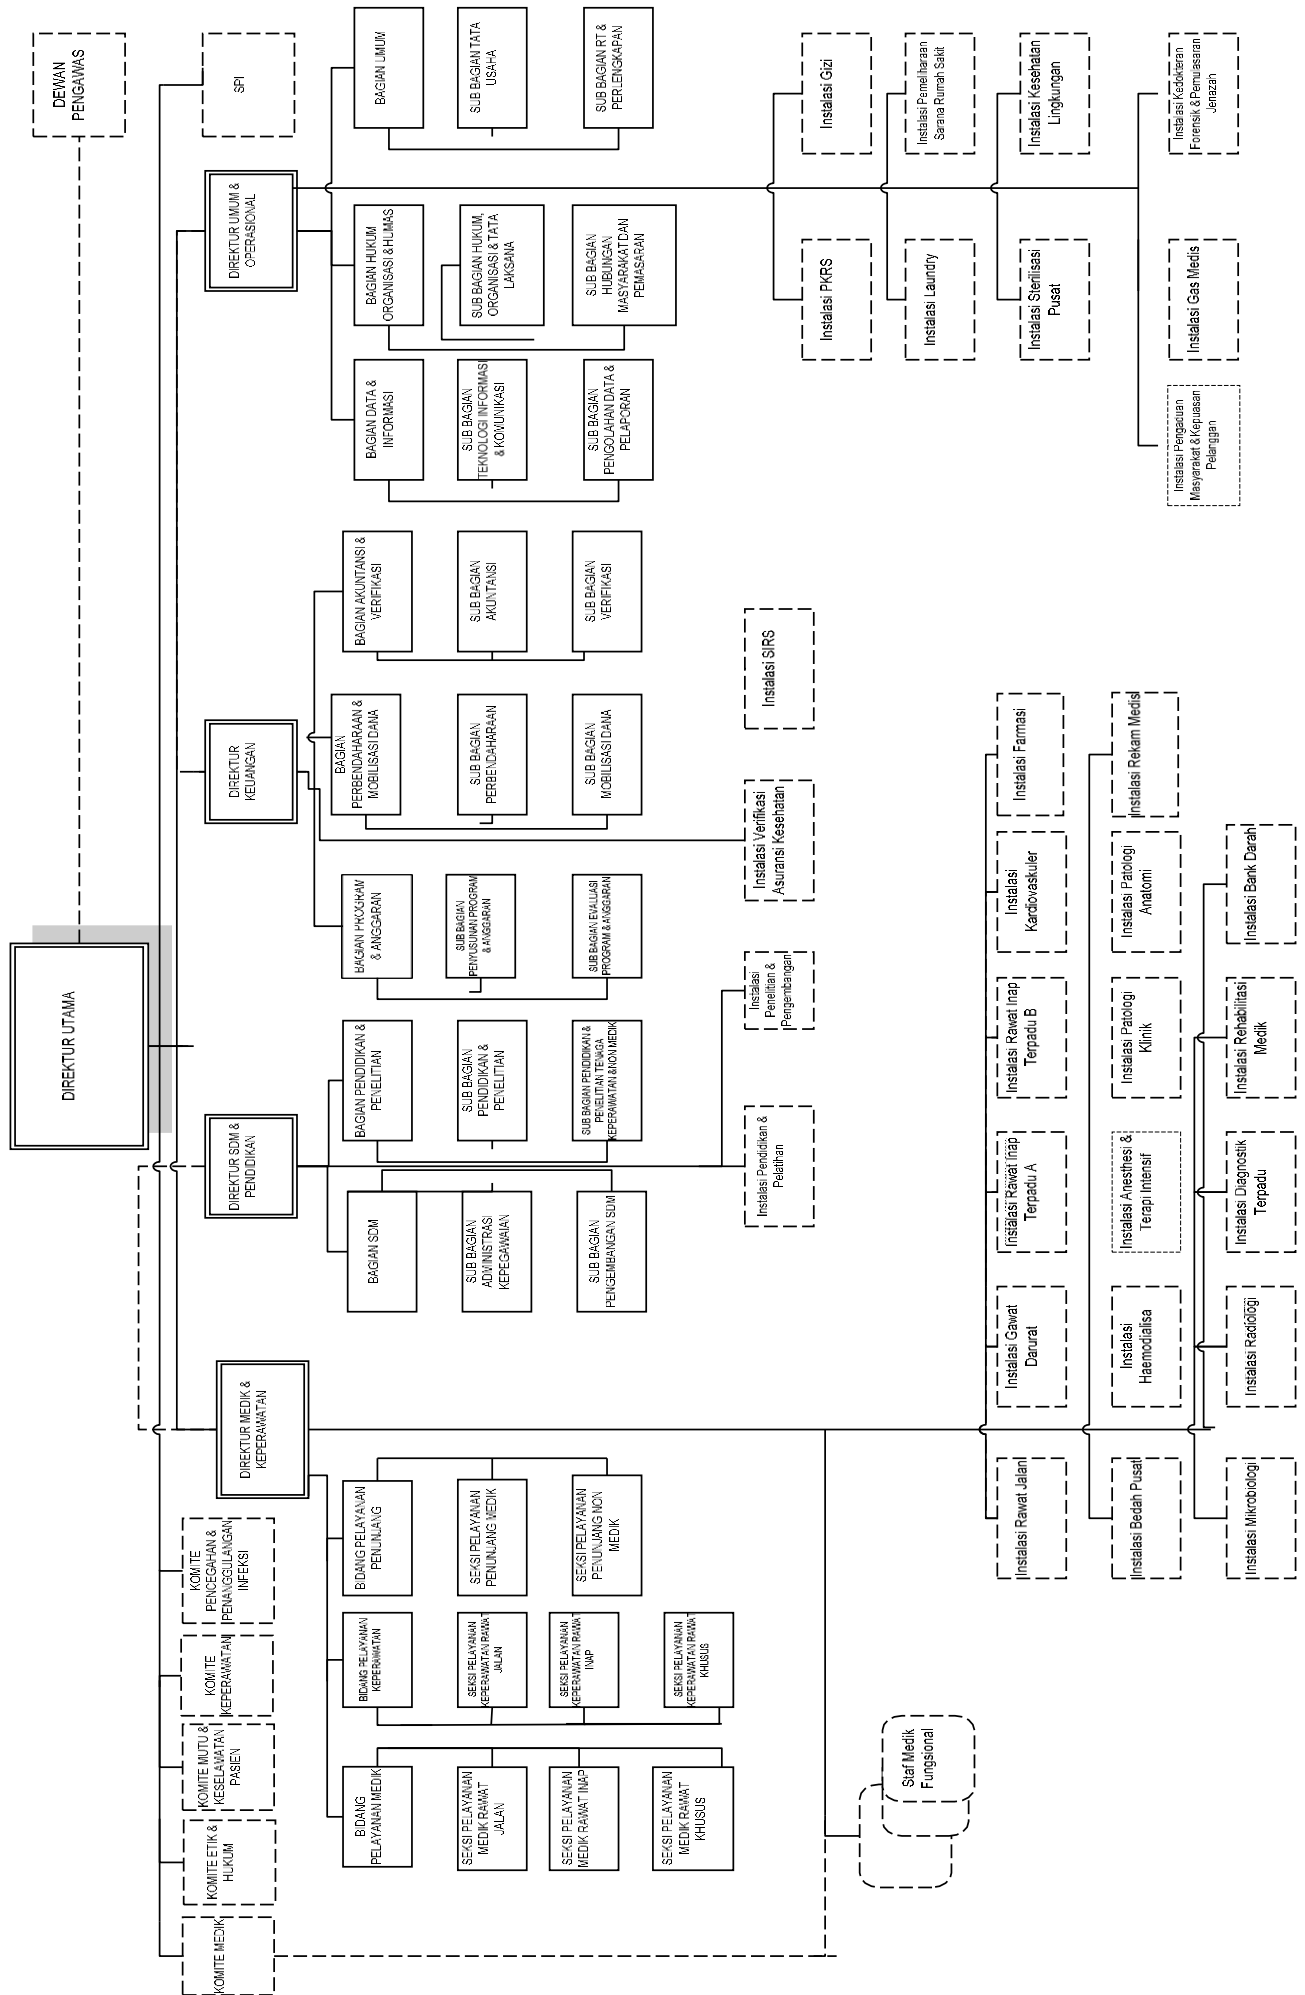 DIREKTUR UTAMA
DEWAN
PENGAWAS
KOMITE MEDIK
KOMITE ETIK &
HUKUM
KOMITE MUTU &
KESELAMATAN
PASIEN
KOMITE
KEPERAWATAN
KOMITE
PENCEGAHAN &
PENANGGULANGAN
INFEKSI
SPI
DIREKTUR MEDIK &
KEPERAWATAN
DIREKTUR SDM &
PENDIDIKAN
DIREKTUR
KEUANGAN
DIREKTUR UMUM &
OPERASIONAL
BIDANG
PELAYANAN MEDIK
BIDANG PELAYANAN
KEPERAWATAN
BIDANG PELAYANAN
PENUNJANG
BAGIAN SDM
BAGIAN PENDIDIKAN &
PENELITIAN
BAGIAN PROGRAM
& ANGGARAN
BAGIAN
PERBENDAHARAAN &
MOBILISASI DANA
BAGIAN AKUNTANSI &
VERIFIKASI
BAGIAN DATA &
INFORMASI
BAGIAN HUKUM
ORGANISASI & HUMAS
BAGIAN UMUM
SEKSI PELAYANAN
MEDIK RAWAT
JALAN
SEKSI PELAYANAN
KEPERAWATAN RAWAT
JALAN
SEKSI PELAYANAN
PENUNJANG MEDIK
SUB BAGIAN
ADMINISTRASI
KEPEGAWAIAN
SUB BAGIAN
PENDIDIKAN &
PENELITIAN
SUB BAGIAN
PENYUSUNAN PROGRAM
& ANGGARAN
SUB BAGIAN
PERBENDAHARAAN
SUB BAGIAN
AKUNTANSI
SUB BAGIAN
TEKNOLOGI INFORMASI
& KOMUNIKASI
SUB BAGIAN HUKUM,
ORGANISASI & TATA
LAKSANA
SUB BAGIAN TATA
USAHA
SEKSI PELAYANAN
MEDIK RAWAT INAP
SEKSI PELAYANAN
KEPERAWATAN RAWAT
INAP
SEKSI PELAYANAN
PENUNJANG NON
MEDIK
SUB BAGIAN
PENGEMBANGAN SDM
SUB BAGIAN PENDIDIKAN &
PENELITIAN TENAGA
KEPERAWATAN & NON MEDIK
SUB BAGIAN EVALUASI
PROGRAM & ANGGARAN
SUB BAGIAN
MOBILISASI DANA
SUB BAGIAN
VERIFIKASI
SUB BAGIAN
PENGOLAHAN DATA &
PELAPORAN
SUB BAGIAN
HUBUNGAN
MASYARAKAT DAN
PEMASARAN
SUB BAGIAN RT &
PERLENGKAPAN
SEKSI PELAYANAN
MEDIK RAWAT
KHUSUS
SEKSI PELAYANAN
KEPERAWATAN RAWAT
KHUSUS
Instalasi Pendidikan &
Pelatihan
Instalasi
Penelitian &
Pengembangan
Instalasi Verifikasi
Asuransi Kesehatan
Instalasi SIRS
Instalasi PKRS
Instalasi Gizi
Instalasi Laundry
Instalasi Pemeliharaan
Sarana Rumah Sakit
Instalasi Sterilisasi
Pusat
Instalasi Kesehatan
Lingkungan
Instalasi Pengaduan
Masyarakat & Kepuasan
Pelanggan
Instalasi Gas Medis
Instalasi Kedokteran
Forensik & Pemulasaran
Jenazah
Staf Medik
Fungsional
Instalasi Rawat Jalan
Instalasi Gawat
Darurat
Instalasi Rawat Inap
Terpadu A
Instalasi Rawat Inap
Terpadu B
Instalasi
Kardiovaskuler
Instalasi Farmasi
Instalasi Bedah Pusat
Instalasi
Haemodialisa
Instalasi Anesthesi &
Terapi Intensif
Instalasi Patologi
Klinik
Instalasi Patologi
Anatomi
Instalasi Rekam Medis
Instalasi Mikrobiologi
Instalasi Radiologi
Instalasi Diagnostik
Terpadu
Instalasi Rehabilitasi
Medik
Instalasi Bank Darah